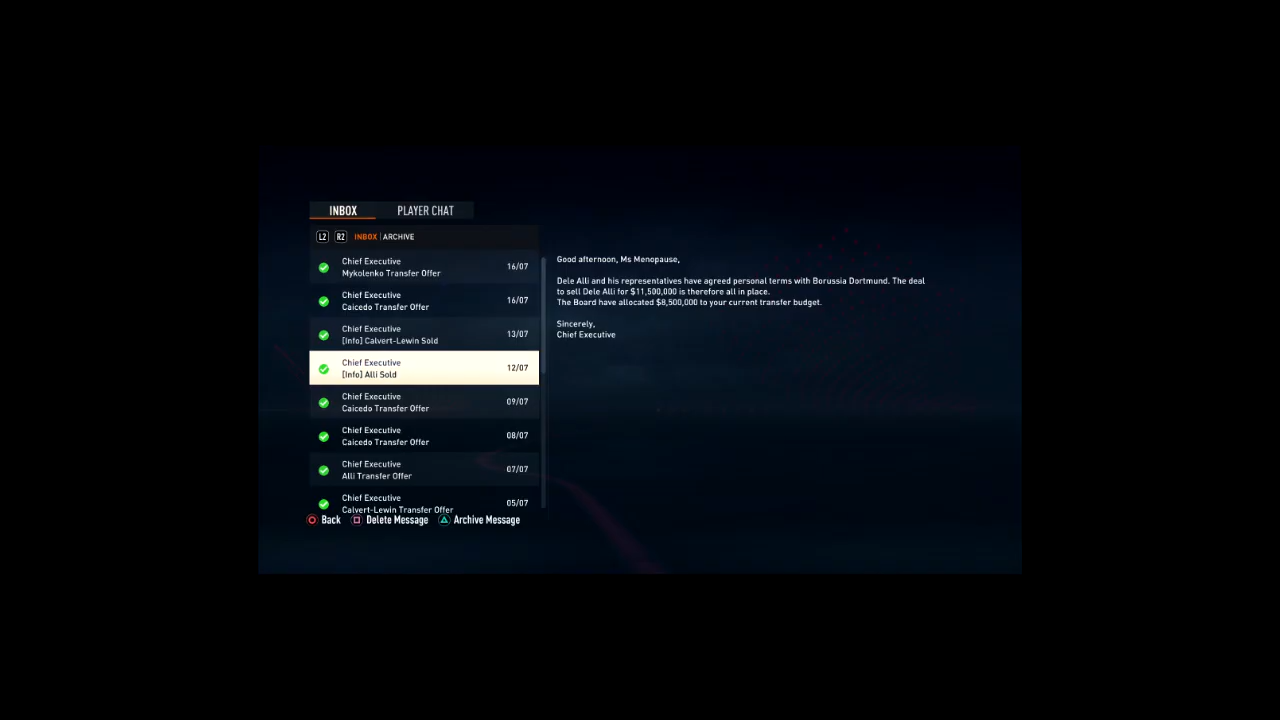 INBOX PLAYER CHAT
L2 R2 INBOX | ARCHIVE
Chief Executive
Mykolenko Transfer Offer
16/07
Chief Executive
Caicedo Transfer Offer
16/07
Chief Executive
[Info] Calvert-Lewin Sold
13/07
Chief Executive
[Info] Alli Sold
12/07
Chief Executive
Caicedo Transfer Offer
09/07
Chief Executive
Caicedo Transfer Offer
08/07
Chief Executive
Alli Transfer Offer
07/07
Chief Executive
Calvert-Lewin Transfer Offer
05/07
Back Delete Message Archive Message
Good afternoon, Ms Menopause,
Dele Alli and his representatives have agreed personal terms with Borussia Dortmund. The deal
to sell Dele Alli for $11,500,000 is therefore all in place.
The Board have allocated $8,500,000 to your current transfer budget.
Sincerely,
Chief Executive